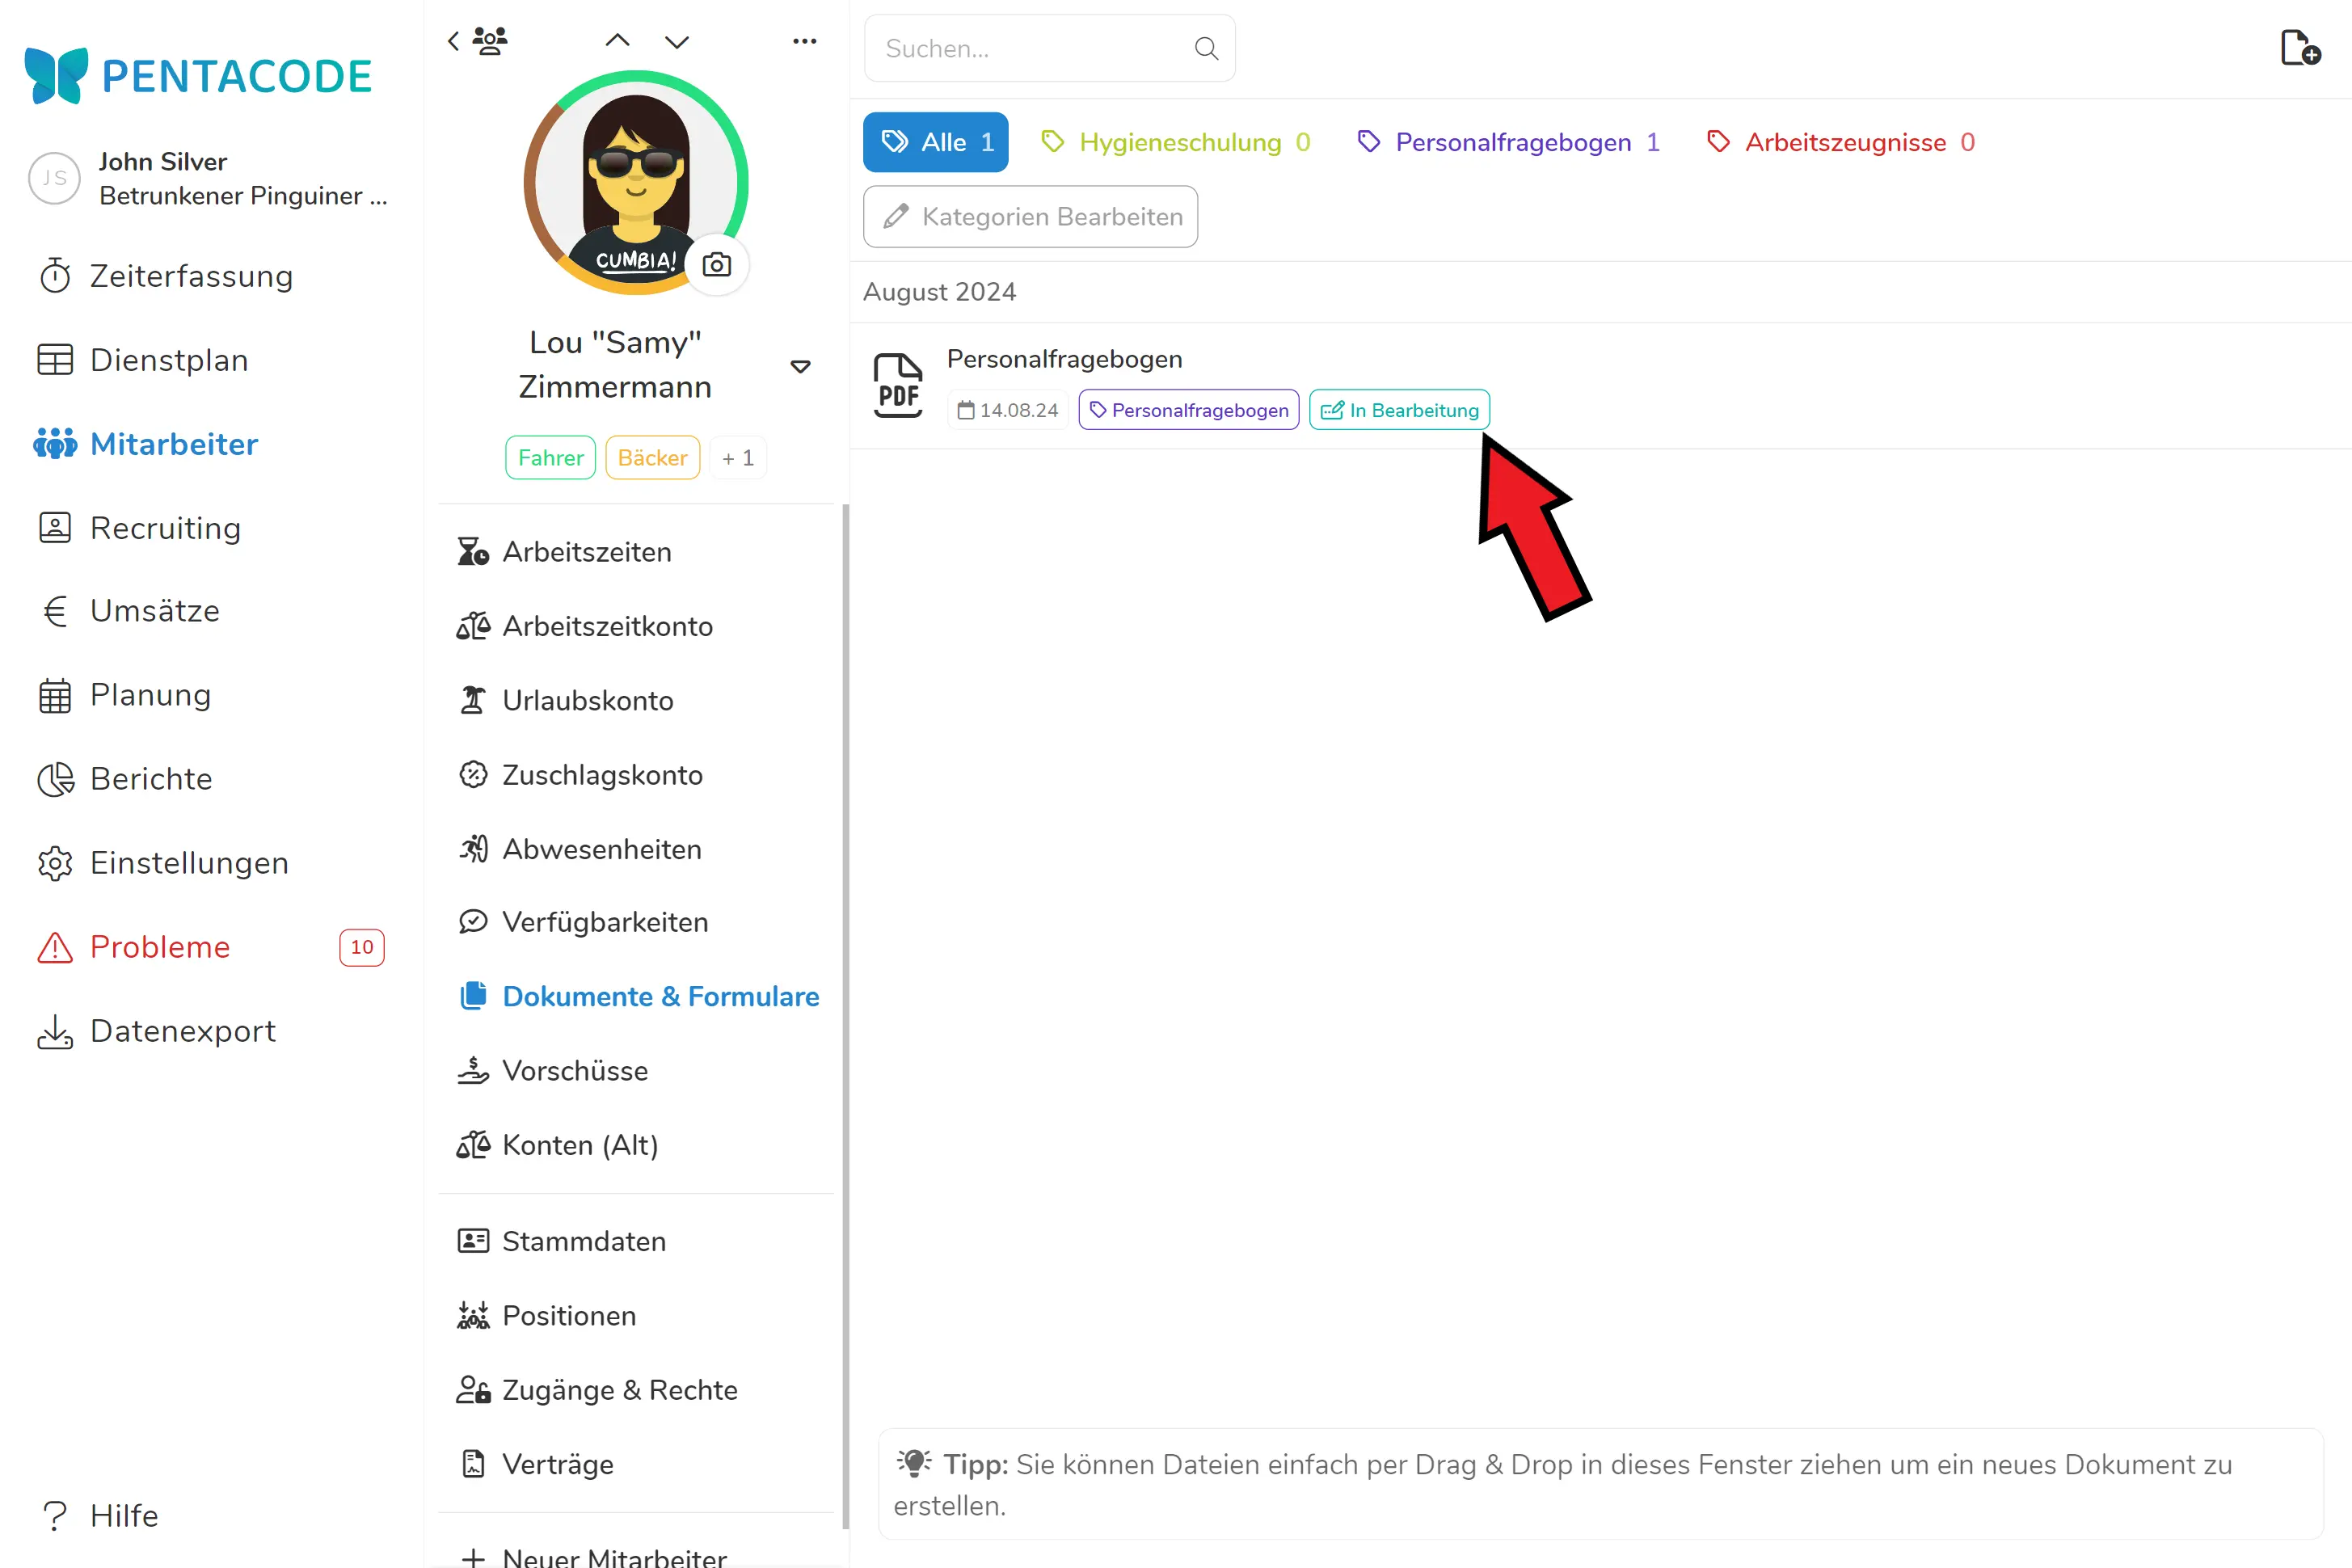 PENTACODE
JS
John Silver
Betrunkener Pinguiner ...
Zeiterfassung
Dienstplan
Mitarbeiter
Recruiting
Umsätze
Planung
Berichte
Einstellungen
Probleme 10
Datenexport
Hilfe
CUMBIA!
Lou "Samy"
Zimmermann
Fahrer Bäcker + 1
Arbeitszeiten
Arbeitszeitkonto
Urlaubskonto
Zuschlagskonto
Abwesenheiten
Verfügbarkeiten
Dokumente & Formulare
Vorschüsse
Konten (Alt)
Stammdaten
Positionen
Zugänge & Rechte
Verträge
Neuer Mitarbeiter
Suchen...
Alle 1 Hygieneschulung 0 Personalfragebogen 1 Arbeitszeugnisse 0
Kategorien Bearbeiten
August 2024
Personalfragebogen
PDF
14.08.24 Personalfragebogen In Bearbeitung
Tipp: Sie können Dateien einfach per Drag & Drop in dieses Fenster ziehen um ein neues Dokument zu
erstellen.